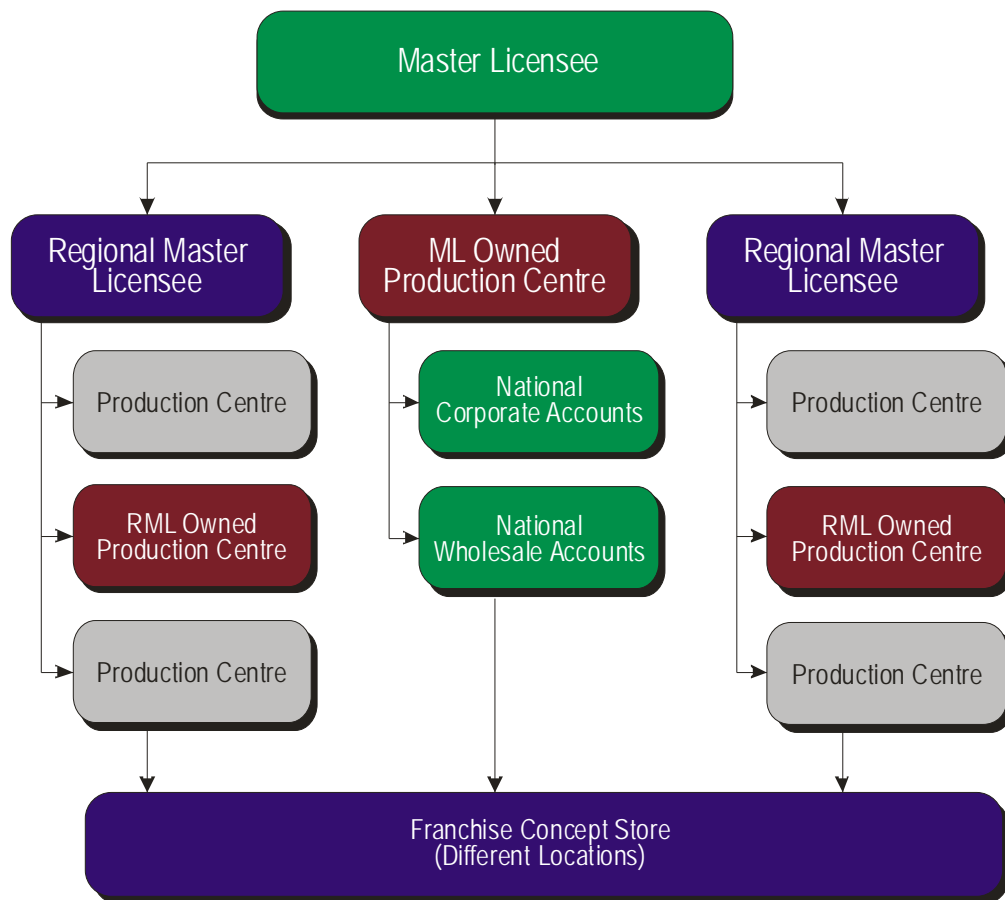 Master Licensee
Regional Master
Licensee
ML Owned
Production Centre
Regional Master
Licensee
Production Centre
National
Corporate Accounts
Production Centre
RML Owned
Production Centre
National
Wholesale Accounts
RML Owned
Production Centre
Production Centre
Production Centre
Franchise Concept Store
(Different Locations)